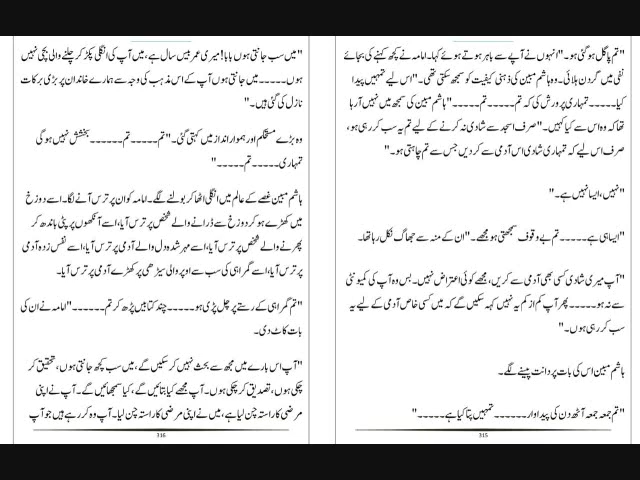 "تم پاگل ہو گئی ہو۔" انہوں نے آپے سے باہر ہوتے ہوئے کہا۔ امامہ نے کچھ کہنے کی بجائے
نفی میں گردن ہلائی۔ وہ ہاشم مبین کی ذہنی کیفیت کو سمجھ سکتی تھی۔ "اس لیے تمہیں پیدا
کیا۔۔۔۔۔ تمہاری پرورش کی کہ تم۔۔۔۔۔ تم۔۔۔۔۔" ہاشم مبین کی سمجھ میں نہیں آ رہا
تھا کہ وہ اس سے کیا کہیں۔ "صرف اسجد سے شادی نہ کرنے کے لیے تم یہ سب کر رہی ہو،
صرف اس لیے کہ تمہاری شادی اس آدمی سے کر دیں جس سے تم چاہتی ہو۔"
"نہیں، ایسا نہیں ہے۔"
"ایسا ہی ہے۔۔۔۔۔ تم بے وقوف سمجھتی ہو مجھے۔" ان کے منہ سے جھاگ نکل رہا تھا۔
"آپ میری شادی کسی بھی آدمی سے کریں، مجھے کوئی اعتراض نہیں۔ بس وہ آپ کی کمیونٹی
سے نہ ہو۔۔۔۔۔ پھر آپ کم از کم یہ نہیں کہہ سکیں گے کہ میں کسی خاص آدمی کے لیے یہ
سب کر رہی ہوں۔"
ہاشم مبین اس کی بات پر دانت پیسنے لگے۔
"تم جمعہ جمعہ آٹھ دن کی پیداوار۔۔۔۔۔۔ تمہیں پتا کیا ہے۔۔۔۔۔"
315
"میں سب جانتی ہوں بابا! میری عمر بیس سال ہے، میں آپ کی انگلی پکڑ کر چلنے والی بچی نہیں
ہوں۔۔۔۔۔ میں جانتی ہوں آپ کے اس مذہب کی وجہ سے ہمارے خاندان پر بڑی برکات
نازل کی گئی ہیں۔"
وہ بڑے مستحکم اور ہموار انداز میں کہتی گئی۔ "تم۔۔۔۔۔ تم۔۔۔۔۔۔ بخشش نہیں ہو گی
تمہاری۔۔۔۔۔ تم۔۔۔۔۔"
ہاشم مبین غصے کے عالم میں انگلی اٹھا کر بولنے لگے۔ امامہ کو ان پر ترس آنے لگا۔ اسے دوزخ
میں کھڑے ہو کر دوزخ سے ڈرانے والے شخص پر ترس آیا، اسے آنکھوں پر پٹی باندھ کر
پھرنے والے شخص پر ترس آیا، اسے مہر شدہ دل والے آدمی پر ترس آیا، اسے نفس زدہ آدمی
پر ترس آیا، اسے گمراہی کی سب سے اوپر والی سیڑھی پر کھڑے آدمی پر ترس آیا۔
"تم گمراہی کے رستے پر چل پڑی ہو۔۔۔۔۔ چند کتابیں پڑھ کر تم۔۔۔۔۔۔" امامہ نے ان کی
بات کاٹ دی۔
"آپ اس بارے میں مجھ سے بحث نہیں کر سکیں گے، میں سب کچھ جانتی ہوں، تحقیق کر
چکی ہوں، تصدیق کر چکی ہوں۔ آپ مجھے کیا بتائیں گے، کیا سمجھائیں گے۔ آپ نے اپنی
مرضی کا راستہ چن لیا ہے، میں نے اپنی مرضی کا راستہ چن لیا۔ آپ وہ کر رہے ہیں جو آپ
316